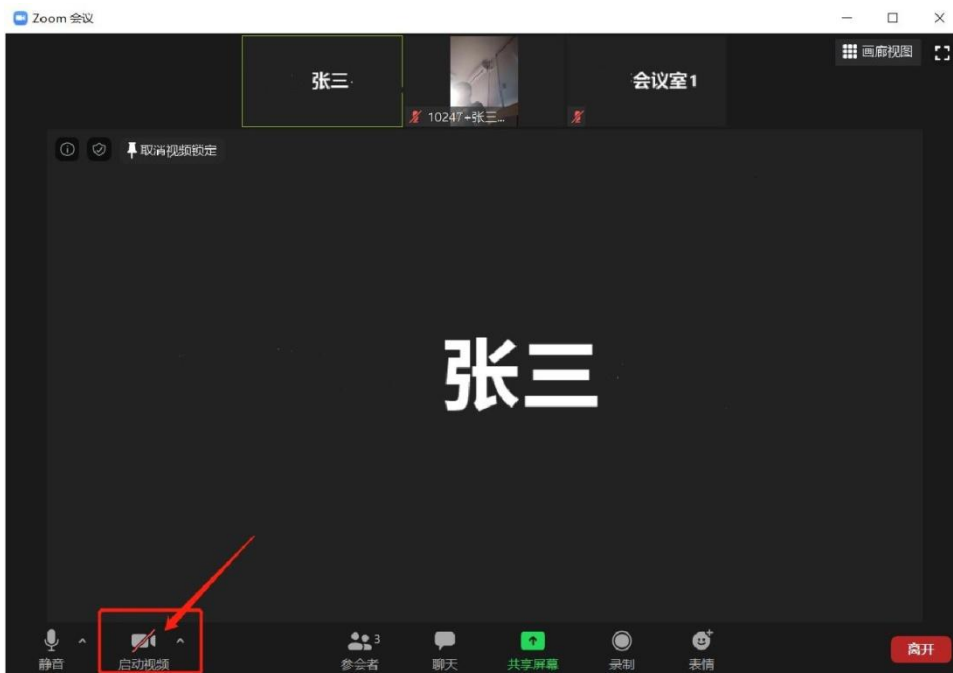 Zoom 会议
画廊视图
张三
10247+张三...
会议室1
取消视频锁定
张三
静音
启动视频
3
参会者
聊天
共享屏幕
录制
表情
离开